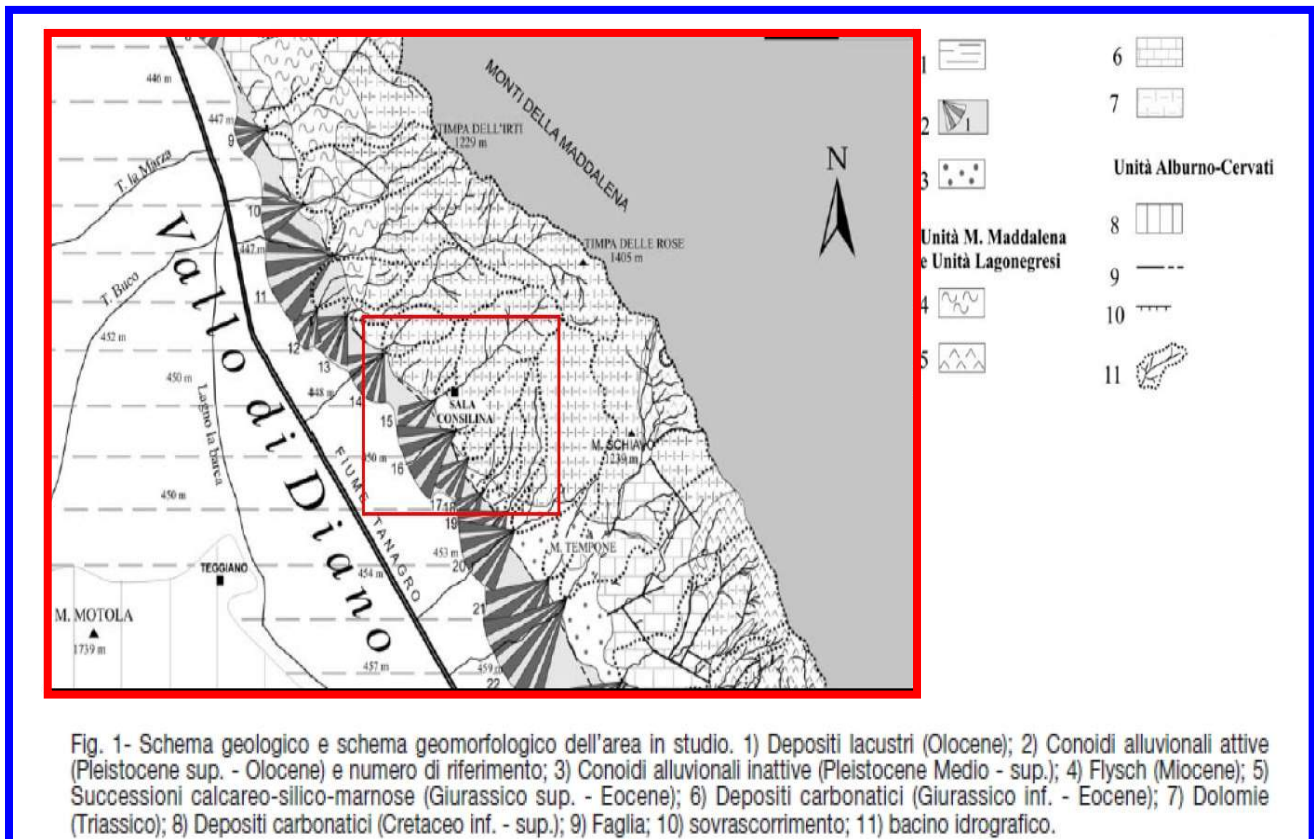 446 m
MONTI DELLA MADDALENA
447 m
9
TIMPA DELL'IRTI
1229 m
T. la Marza
N
10
447 m
TIMPA DELLE ROSE
1405 m
T. Buco
11
Vallo di Diano
452 m
12
13
450 m
448 m
14
SALA
CONSILINA
15
Lagno la barca
FIUME TANAGRO
450 m
16
M. SCHIAVO
1239 m
450 m
17
18
19
453 m
M. TEMPONE
20
TEGGIANO
454 m
21
M. MOTOLA
1739 m
457 m
459 m
22
1
2
1
3
Unità M. Maddalena
e Unità Lagonegresi
4
5
6
7
Unità Alburno-Cervati
8
9
10
11
Fig. 1- Schema geologico e schema geomorfologico dell'area in studio. 1) Depositi lacustri (Olocene); 2) Conoidi alluvionali attive
(Pleistocene sup. - Olocene) e numero di riferimento; 3) Conoidi alluvionali inattive (Pleistocene Medio - sup.); 4) Flysch (Miocene); 5)
Successioni calcareo-silico-marnose (Giurassico sup. - Eocene); 6) Depositi carbonatici (Giurassico inf. - Eocene); 7) Dolomie
(Triassico); 8) Depositi carbonatici (Cretaceo inf. - sup.); 9) Faglia; 10) sovrascorrimento; 11) bacino idrografico.